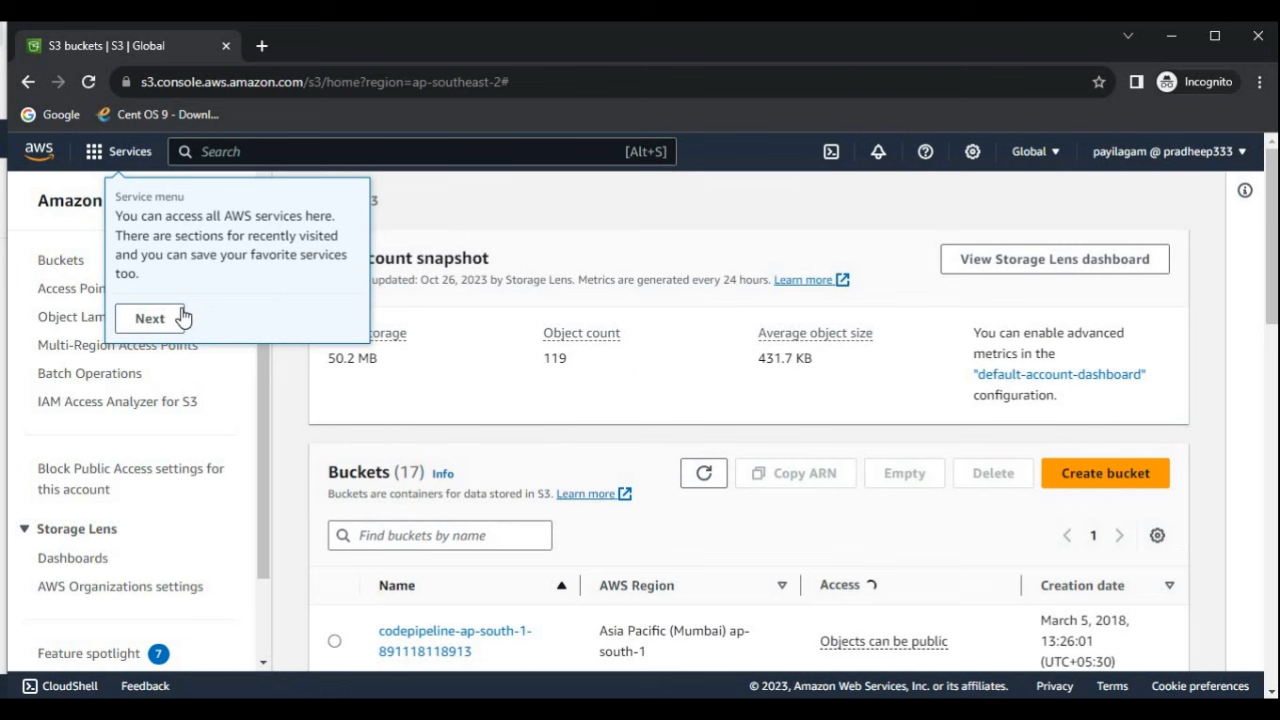 S3 buckets | S3 | Global
s3.console.aws.amazon.com/s3/home?region=ap-southeast-2#
Incognito
Google
Cent OS 9 - Downl...
aws
Services
Search
[Alt+S]
Global
payilagam @ pradheep333
Amazon
3
Service menu
You can access all AWS services here.
There are sections for recently visited
and you can save your favorite services
too.
Next
Buckets
Access Poin
Object Lam
Multi-Region Access Points
Batch Operations
IAM Access Analyzer for S3
Block Public Access settings for
this account
Storage Lens
Dashboards
AWS Organizations settings
Feature spotlight 7
count snapshot
updated: Oct 26, 2023 by Storage Lens. Metrics are generated every 24 hours. Learn more
View Storage Lens dashboard
orage
50.2 MB
Object count
119
Average object size
431.7 KB
You can enable advanced
metrics in the
"default-account-dashboard"
configuration.
Buckets (17) Info
Buckets are containers for data stored in S3. Learn more
Copy ARN
Empty
Delete
Create bucket
Find buckets by name
1
Name
AWS Region
Access
Creation date
codepipeline-ap-south-1-
891118118913
Asia Pacific (Mumbai) ap-
south-1
Objects can be public
March 5, 2018,
13:26:01
(UTC+05:30)
CloudShell
Feedback
© 2023, Amazon Web Services, Inc. or its affiliates.
Privacy
Terms
Cookie preferences